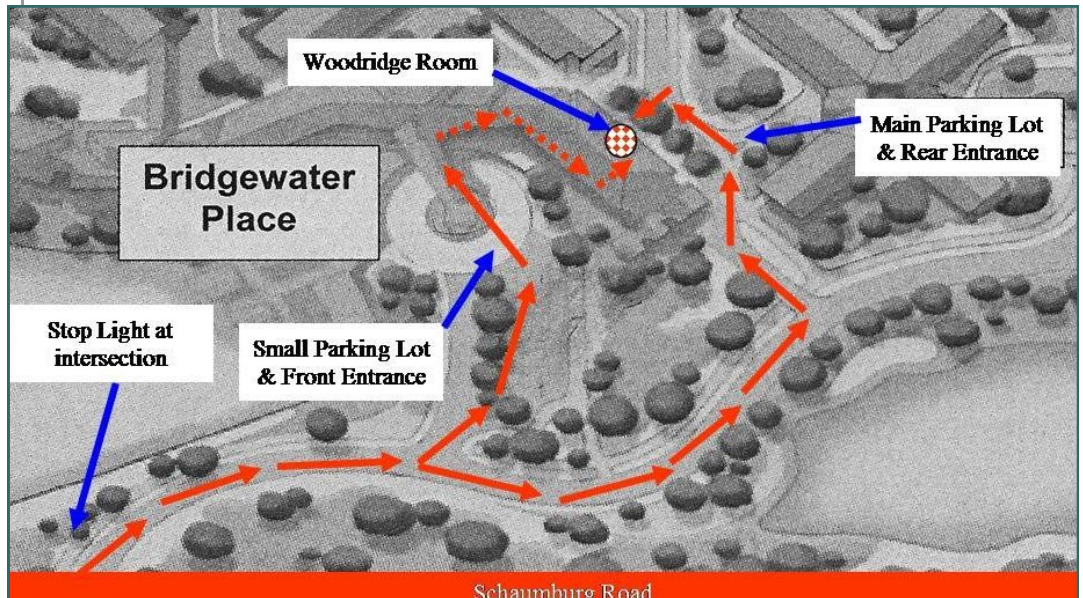 Woodridge Room
Main Parking Lot
& Rear Entrance
Bridgewater
Place
Stop Light at
intersection
Small Parking Lot
& Front Entrance
Schaumburg Road